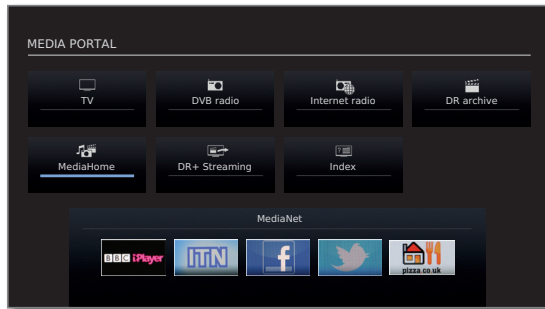 MEDIA PORTAL
TV
DVB radio
Internet radio
DR archive
MediaHome
DR+ Streaming
Index
MediaNet
BBC iPlayer
ITN
f
pizza.co.uk